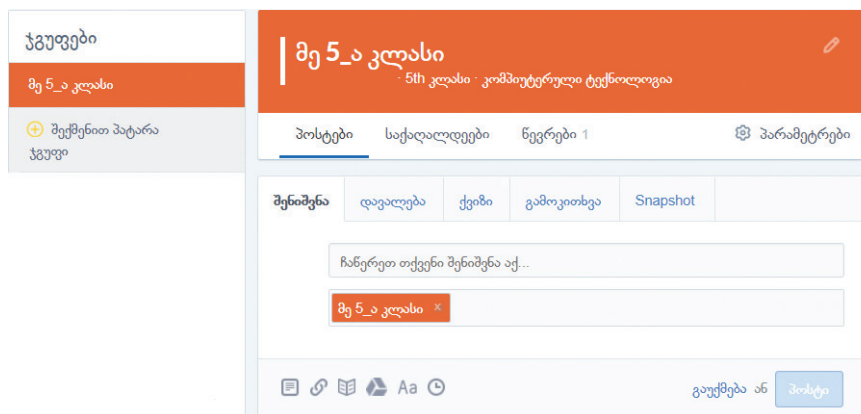 ჯგუფები
მე 5_ა კლასი
შექმენით პატარა
ჯგუფი
მე 5_ა კლასი
· 5th კლასი · კომპიუტერული ტექნოლოგია
პოსტები საქაღალდეები წევრები 1 პარამეტრები
შენიშვნა დავალება ქვიზი გამოკითხვა Snapshot
ჩაწერეთ თქვენი შენიშვნა აქ...
მე 5_ა კლასი ×
Aa გაუქმება ან პოსტი